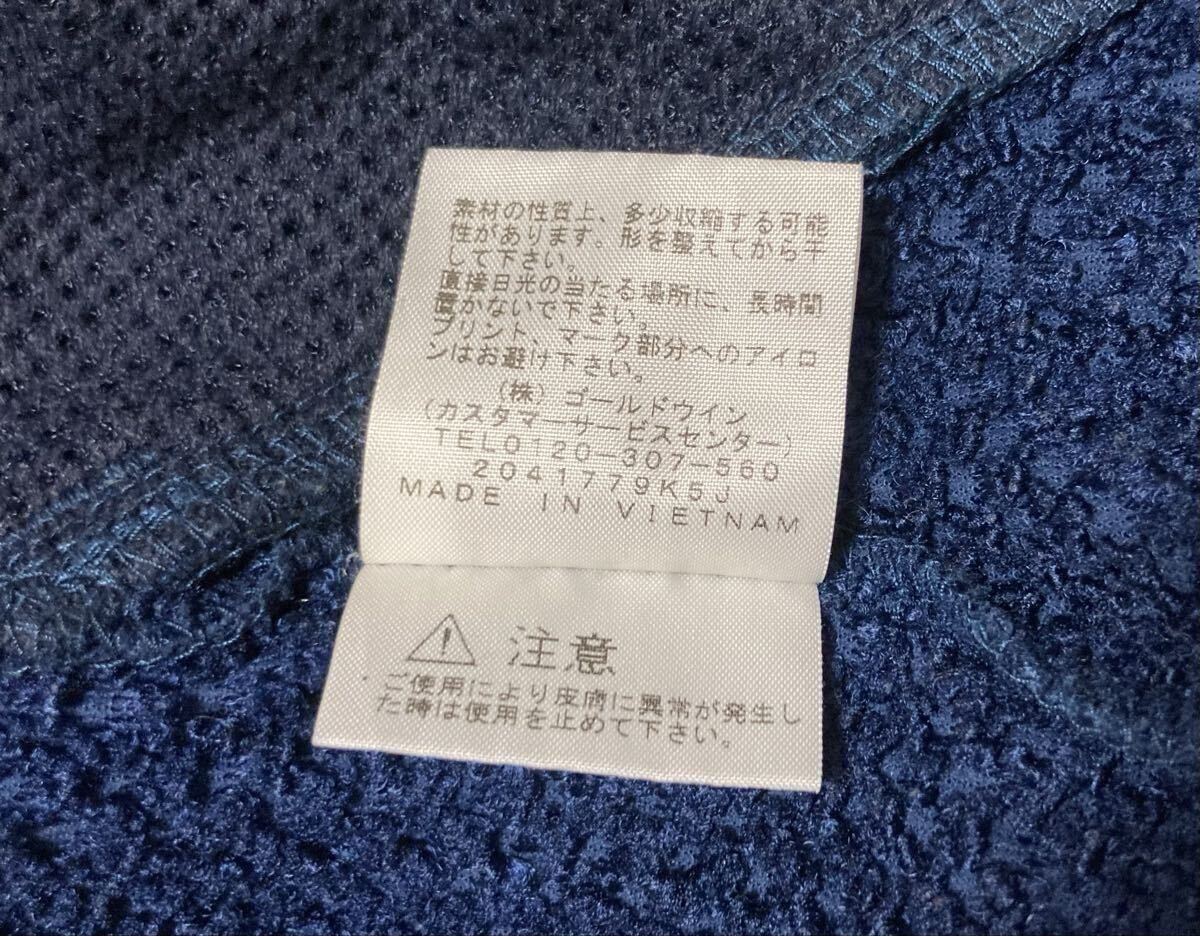 素材の性質上、多少収縮する可能
性があります。形を整えてから干
して下さい。
直接日光の当たる場所に、長時間
置かないで下さい。
プリント、マーク部分へのアイロ
ンはお避け下さい。
(株)ゴールドウイン
(カスタマーサービスセンター)
TEL0120-307-560
2041779K5J
MADE IN VIETNAM
注意
ご使用により皮膚に異常が発生し
た時は使用を止めて下さい。